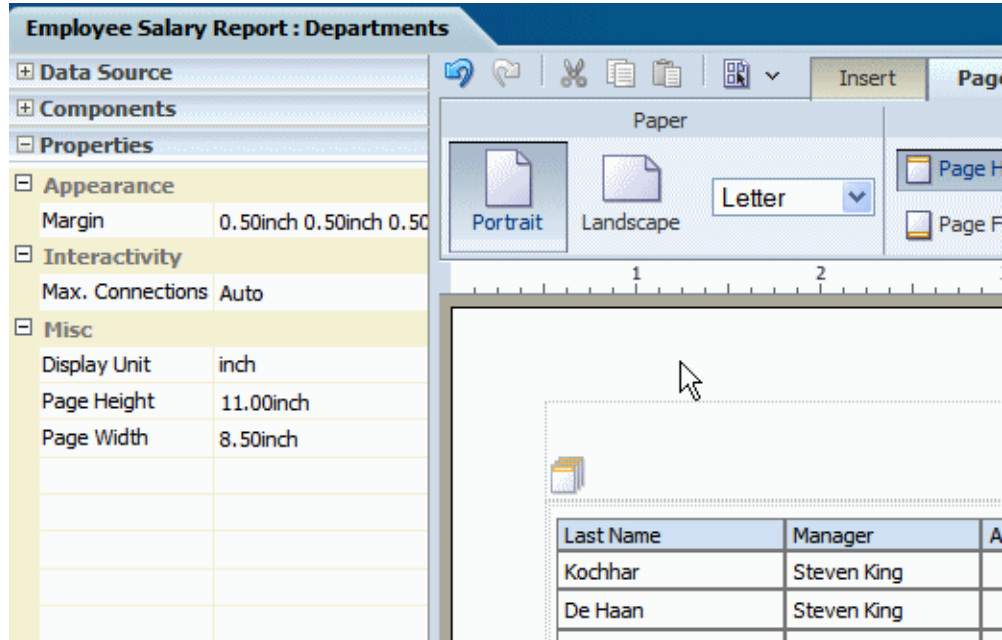 Employee Salary Report : Departments
Data Source
Components
Properties
Appearance
Margin 0.50inch 0.50inch 0.50
Interactivity
Max. Connections Auto
Misc
Display Unit inch
Page Height 11.00inch
Page Width 8.50inch
Insert Page
Paper
Portrait Landscape Letter
Page H
Page F
1 2
Last Name Manager A
Kochhar Steven King
De Haan Steven King